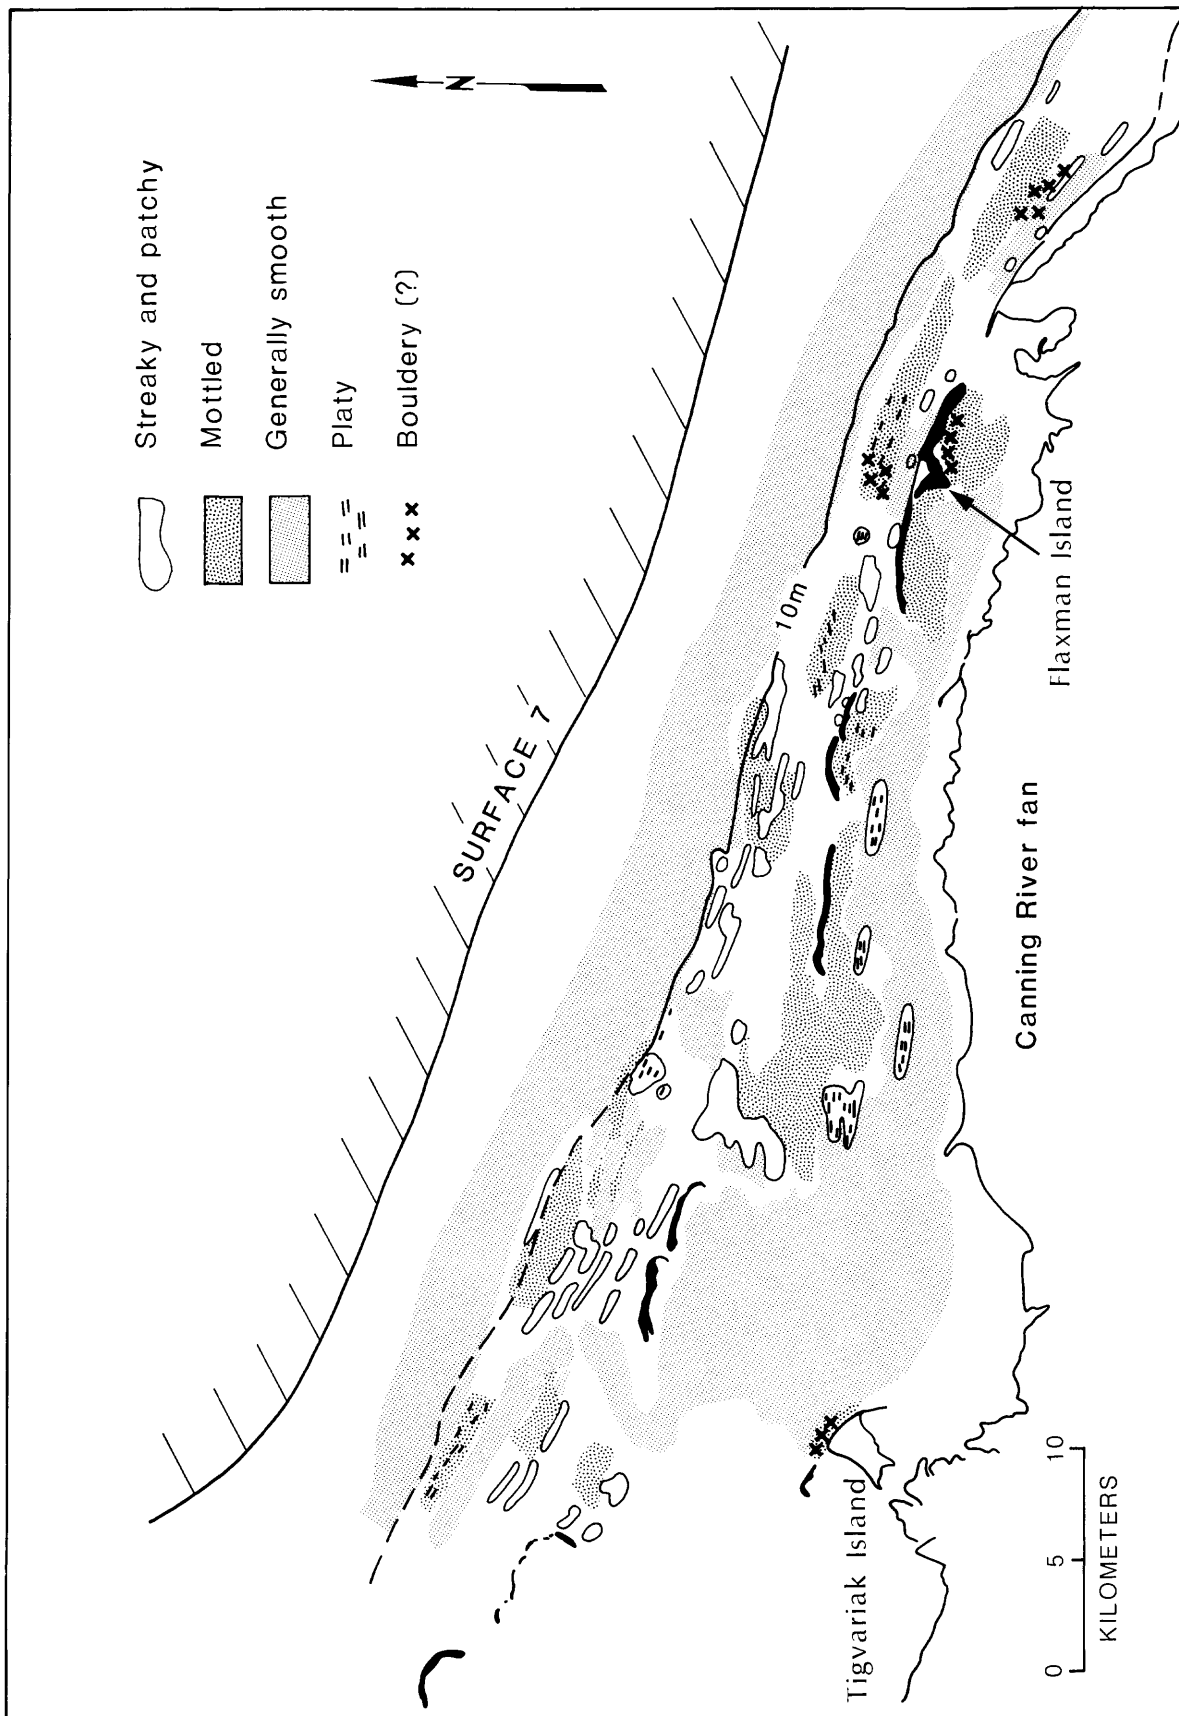 Streaky and patchy
Mottled
Generally smooth
Platy
Bouldery (?)
N
SURFACE 7
10m
Flaxman Island
Canning River fan
Tigvariak Island
0 5 10
KILOMETERS